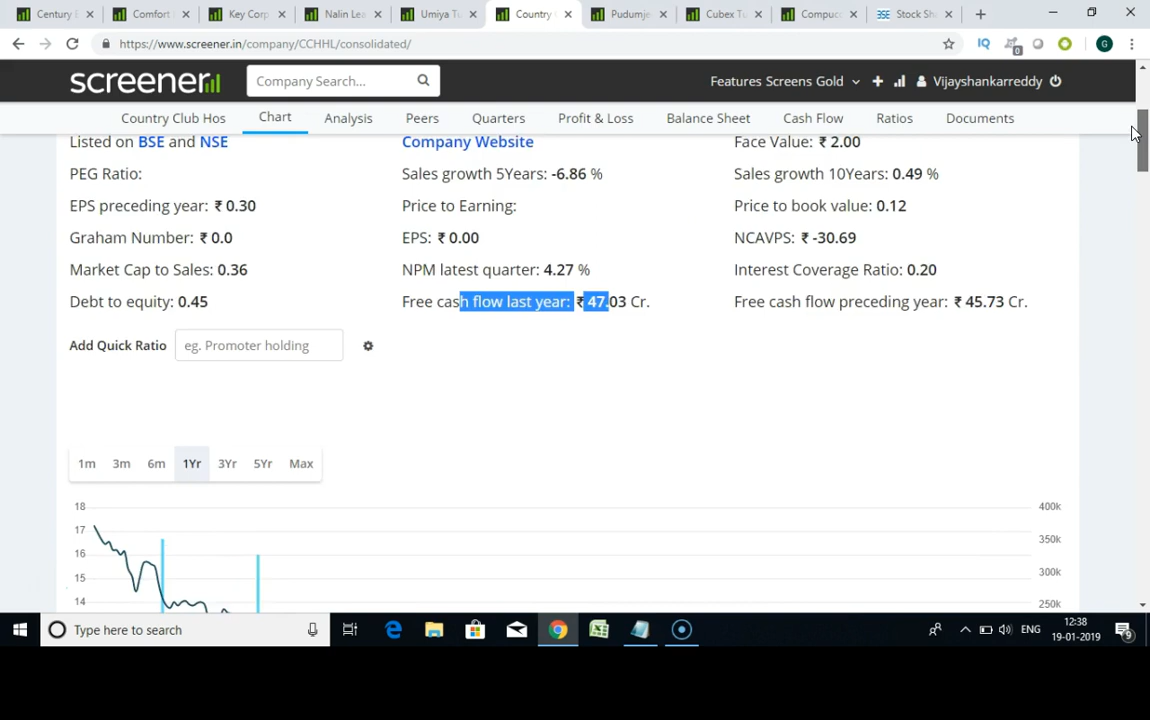 Century E
Comfort
Key Corp
Nalin Lea
Umiya Tu
Country
Pudumje
Cubex Tu
Compuc
BSE Stock Sh
https://www.screener.in/company/CCHHL/consolidated/
IQ
0
G
screener
Company Search...
Features Screens Gold
Vijayshankarreddy
Country Club Hos
Chart
Analysis
Peers
Quarters
Profit & Loss
Balance Sheet
Cash Flow
Ratios
Documents
Listed on BSE and NSE
Company Website
Face Value: ₹ 2.00
PEG Ratio:
Sales growth 5Years: -6.86 %
Sales growth 10Years: 0.49 %
EPS preceding year: ₹ 0.30
Price to Earning:
Price to book value: 0.12
Graham Number: ₹ 0.0
EPS: ₹ 0.00
NCAVPS: ₹ -30.69
Market Cap to Sales: 0.36
NPM latest quarter: 4.27 %
Interest Coverage Ratio: 0.20
Debt to equity: 0.45
Free cash flow last year: ₹ 47.03 Cr.
Free cash flow preceding year: ₹ 45.73 Cr.
Add Quick Ratio
eg. Promoter holding
1m 3m 6m 1Yr 3Yr 5Yr Max
18
400k
17
350k
16
300k
15
14
250k
Type here to search
ENG
12:38
19-01-2019
9